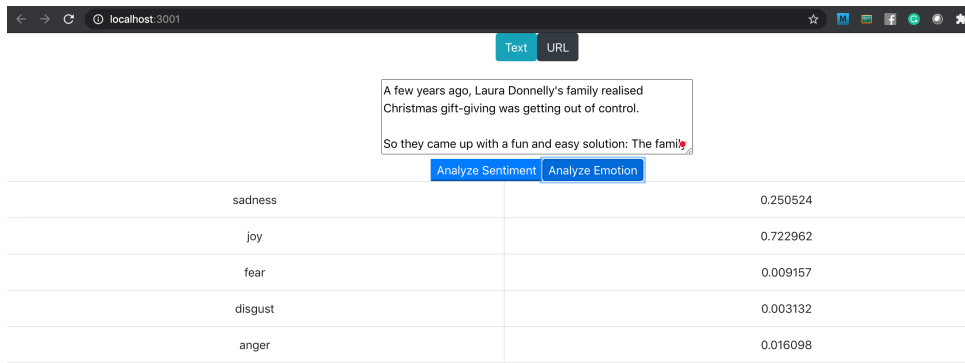 localhost:3001
M
Text URL
A few years ago, Laura Donnelly's family realised
Christmas gift-giving was getting out of control.
So they came up with a fun and easy solution: The family
Analyze Sentiment Analyze Emotion
sadness 0.250524
joy 0.722962
fear 0.009157
disgust 0.003132
anger 0.016098